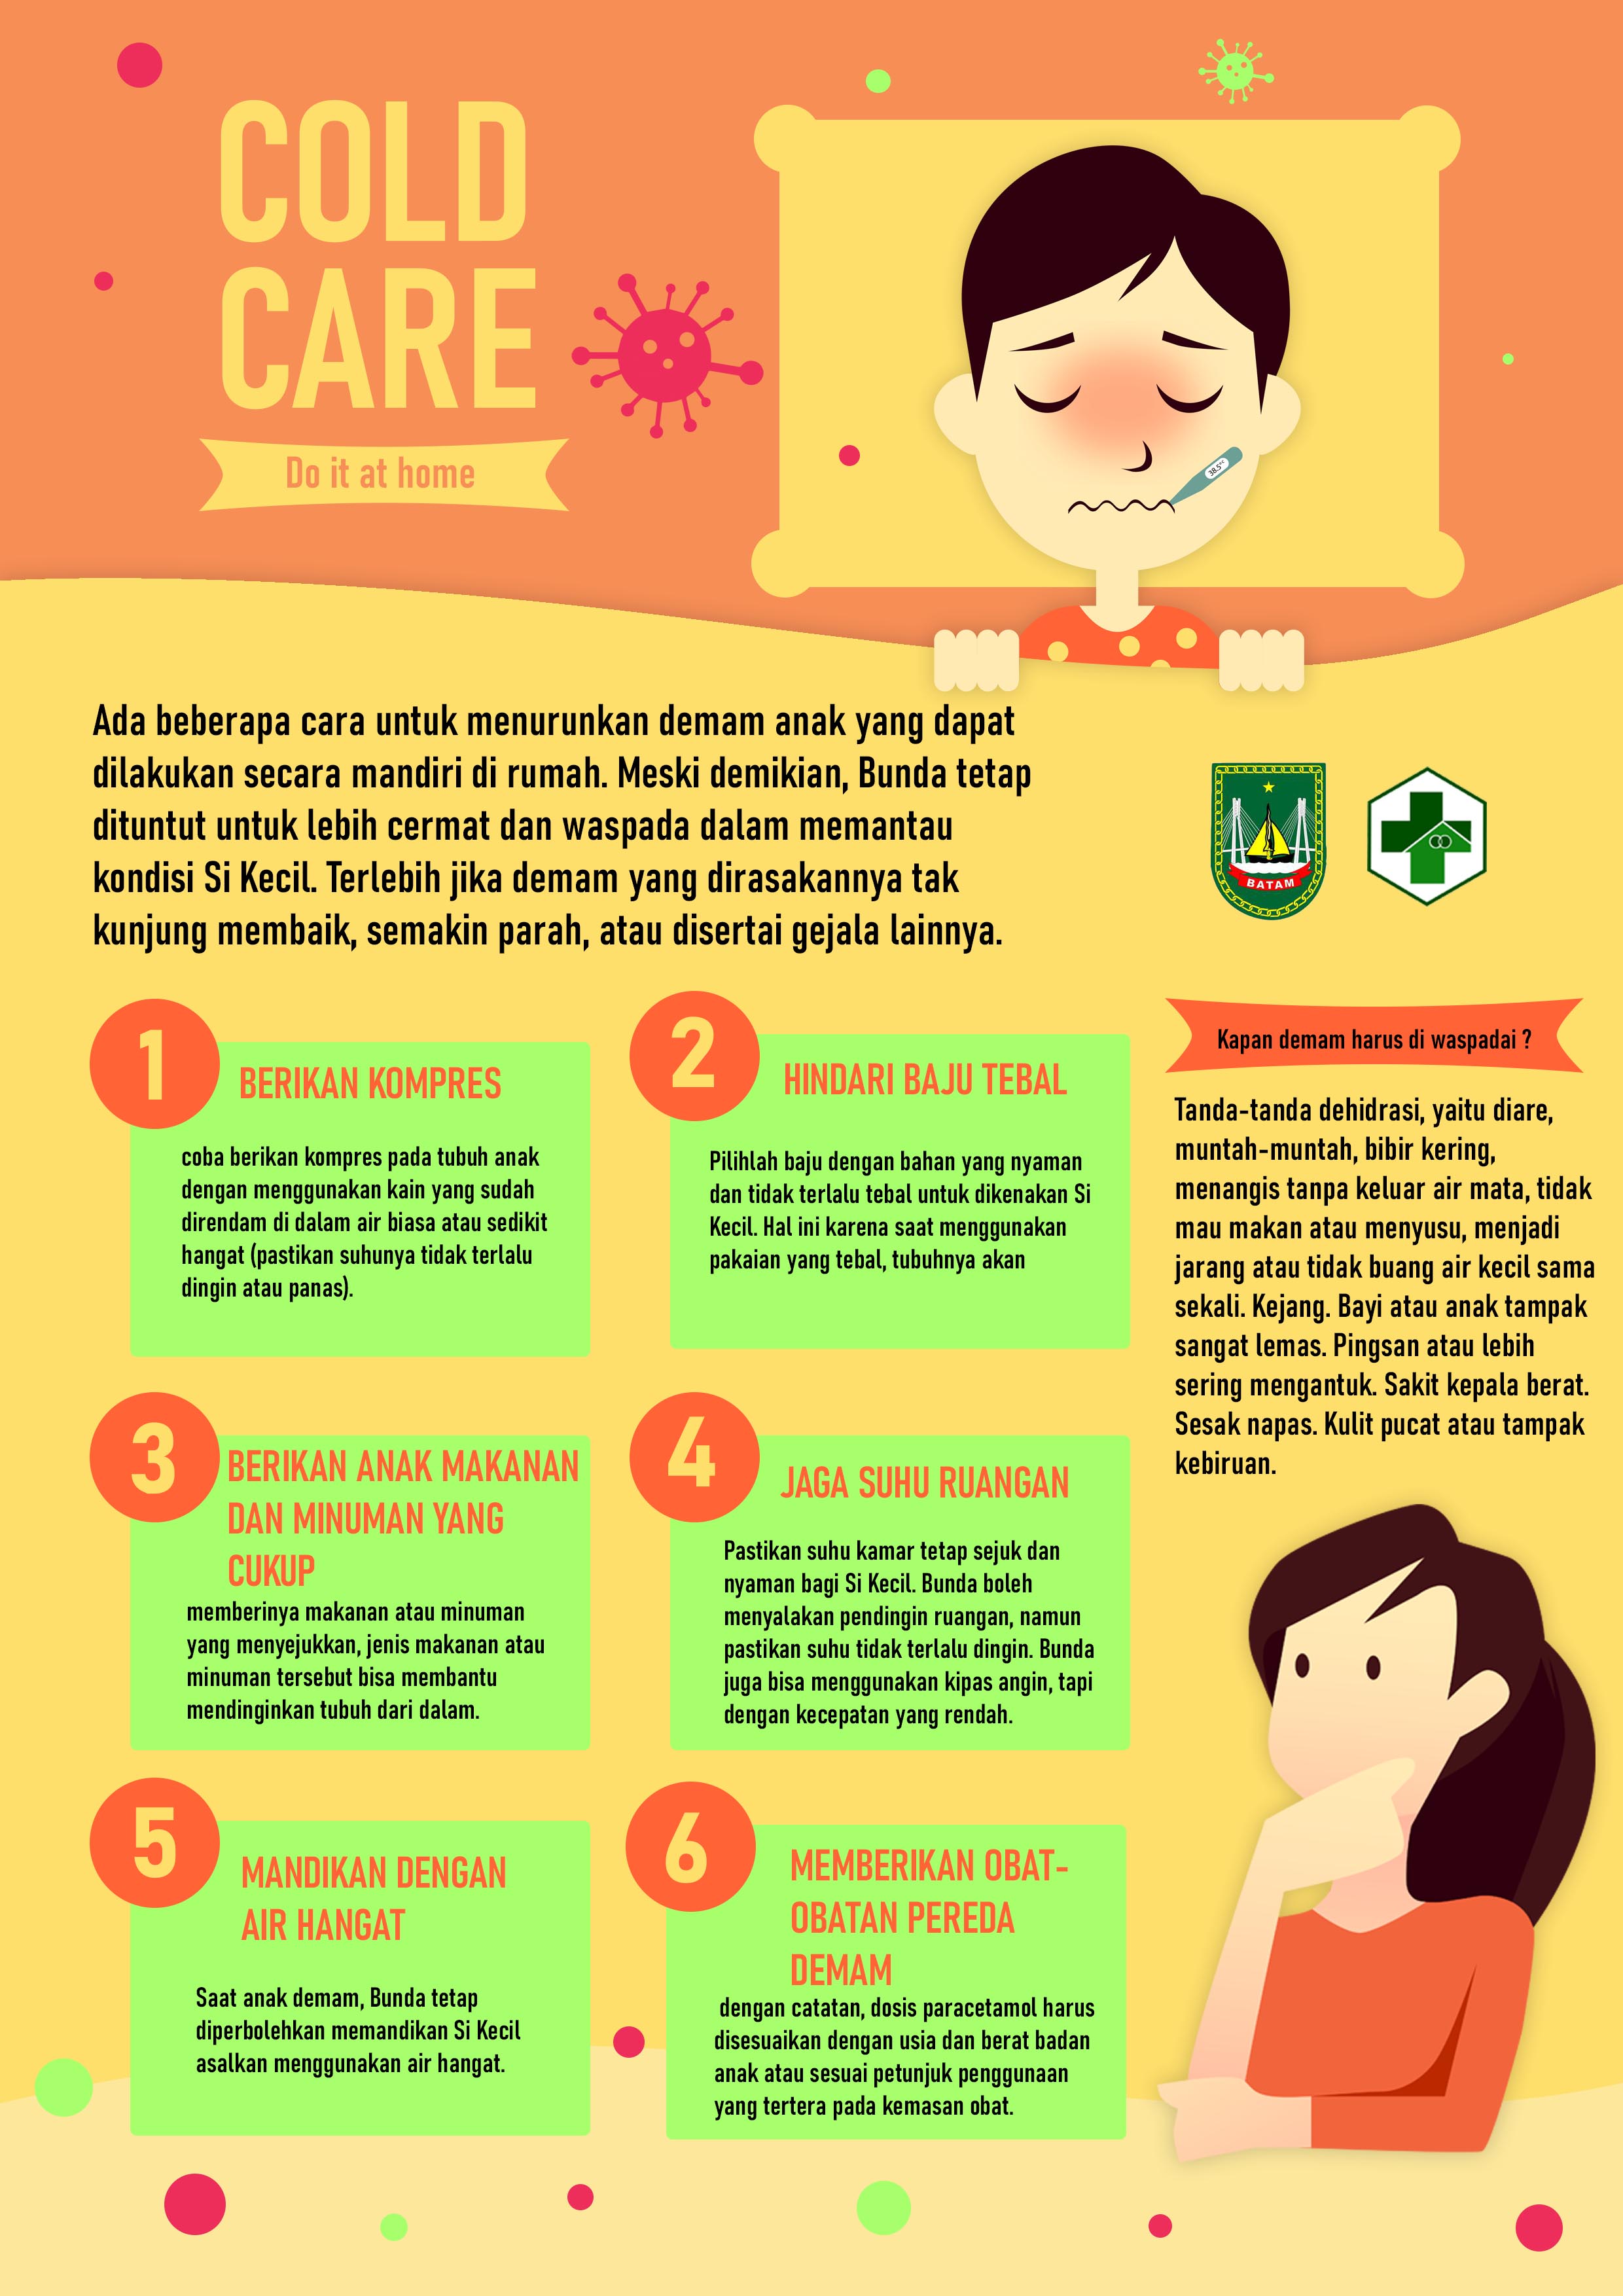 COLD
CARE
Do it at home
38.5°C
Ada beberapa cara untuk menurunkan demam anak yang dapat
dilakukan secara mandiri di rumah. Meski demikian, Bunda tetap
dituntut untuk lebih cermat dan waspada dalam memantau
kondisi Si Kecil. Terlebih jika demam yang dirasakannya tak
kunjung membaik, semakin parah, atau disertai gejala lainnya.
BATAM
1
BERIKAN KOMPRES
coba berikan kompres pada tubuh anak
dengan menggunakan kain yang sudah
direndam di dalam air biasa atau sedikit
hangat (pastikan suhunya tidak terlalu
dingin atau panas).
2
HINDARI BAJU TEBAL
Pilihlah baju dengan bahan yang nyaman
dan tidak terlalu tebal untuk dikenakan Si
Kecil. Hal ini karena saat menggunakan
pakaian yang tebal, tubuhnya akan
3
BERIKAN ANAK MAKANAN
DAN MINUMAN YANG
CUKUP
memberinya makanan atau minuman
yang menyejukkan, jenis makanan atau
minuman tersebut bisa membantu
mendinginkan tubuh dari dalam.
4
JAGA SUHU RUANGAN
Pastikan suhu kamar tetap sejuk dan
nyaman bagi Si Kecil. Bunda boleh
menyalakan pendingin ruangan, namun
pastikan suhu tidak terlalu dingin. Bunda
juga bisa menggunakan kipas angin, tapi
dengan kecepatan yang rendah.
5
MANDIKAN DENGAN
AIR HANGAT
Saat anak demam, Bunda tetap
diperbolehkan memandikan Si Kecil
asalkan menggunakan air hangat.
6
MEMBERIKAN OBAT-
OBATAN PEREDA
DEMAM
dengan catatan, dosis paracetamol harus
disesuaikan dengan usia dan berat badan
anak atau sesuai petunjuk penggunaan
yang tertera pada kemasan obat.
Kapan demam harus di waspadai ?
Tanda-tanda dehidrasi, yaitu diare,
muntah-muntah, bibir kering,
menangis tanpa keluar air mata, tidak
mau makan atau menyusu, menjadi
jarang atau tidak buang air kecil sama
sekali. Kejang. Bayi atau anak tampak
sangat lemas. Pingsan atau lebih
sering mengantuk. Sakit kepala berat.
Sesak napas. Kulit pucat atau tampak
kebiruan.